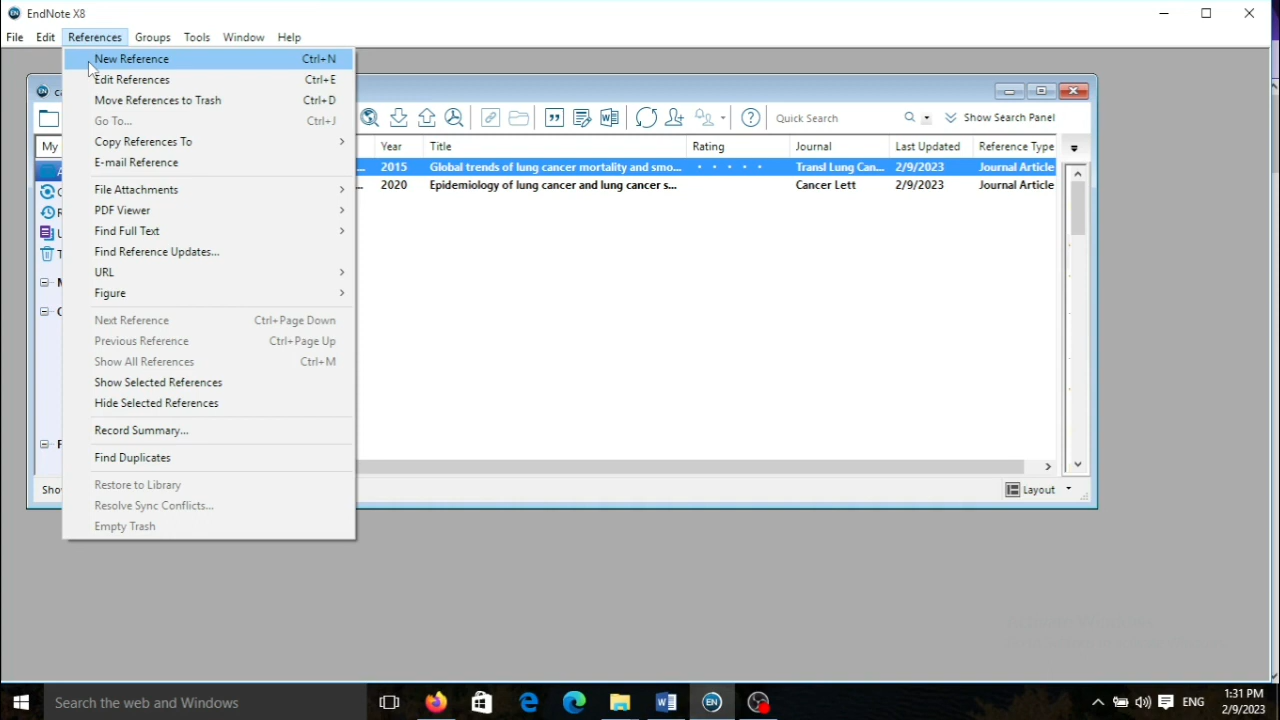 EndNote X8
File Edit References Groups Tools Window Help
New Reference Ctrl+N
Edit References Ctrl+E
Move References to Trash Ctrl+D
Go To... Ctrl+J
Copy References To
E-mail Reference
File Attachments
PDF Viewer
Find Full Text
Find Reference Updates...
URL
Figure
Next Reference Ctrl+Page Down
Previous Reference Ctrl+Page Up
Show All References Ctrl+M
Show Selected References
Hide Selected References
Record Summary...
Find Duplicates
Restore to Library
Resolve Sync Conflicts...
Empty Trash
Quick Search Show Search Panel
My Year Title Rating Journal Last Updated Reference Type
2015 Global trends of lung cancer mortality and smo... Transl Lung Can... 2/9/2023 Journal Article
2020 Epidemiology of lung cancer and lung cancer s... Cancer Lett 2/9/2023 Journal Article
Layout
Search the web and Windows
ENG
1:31 PM
2/9/2023